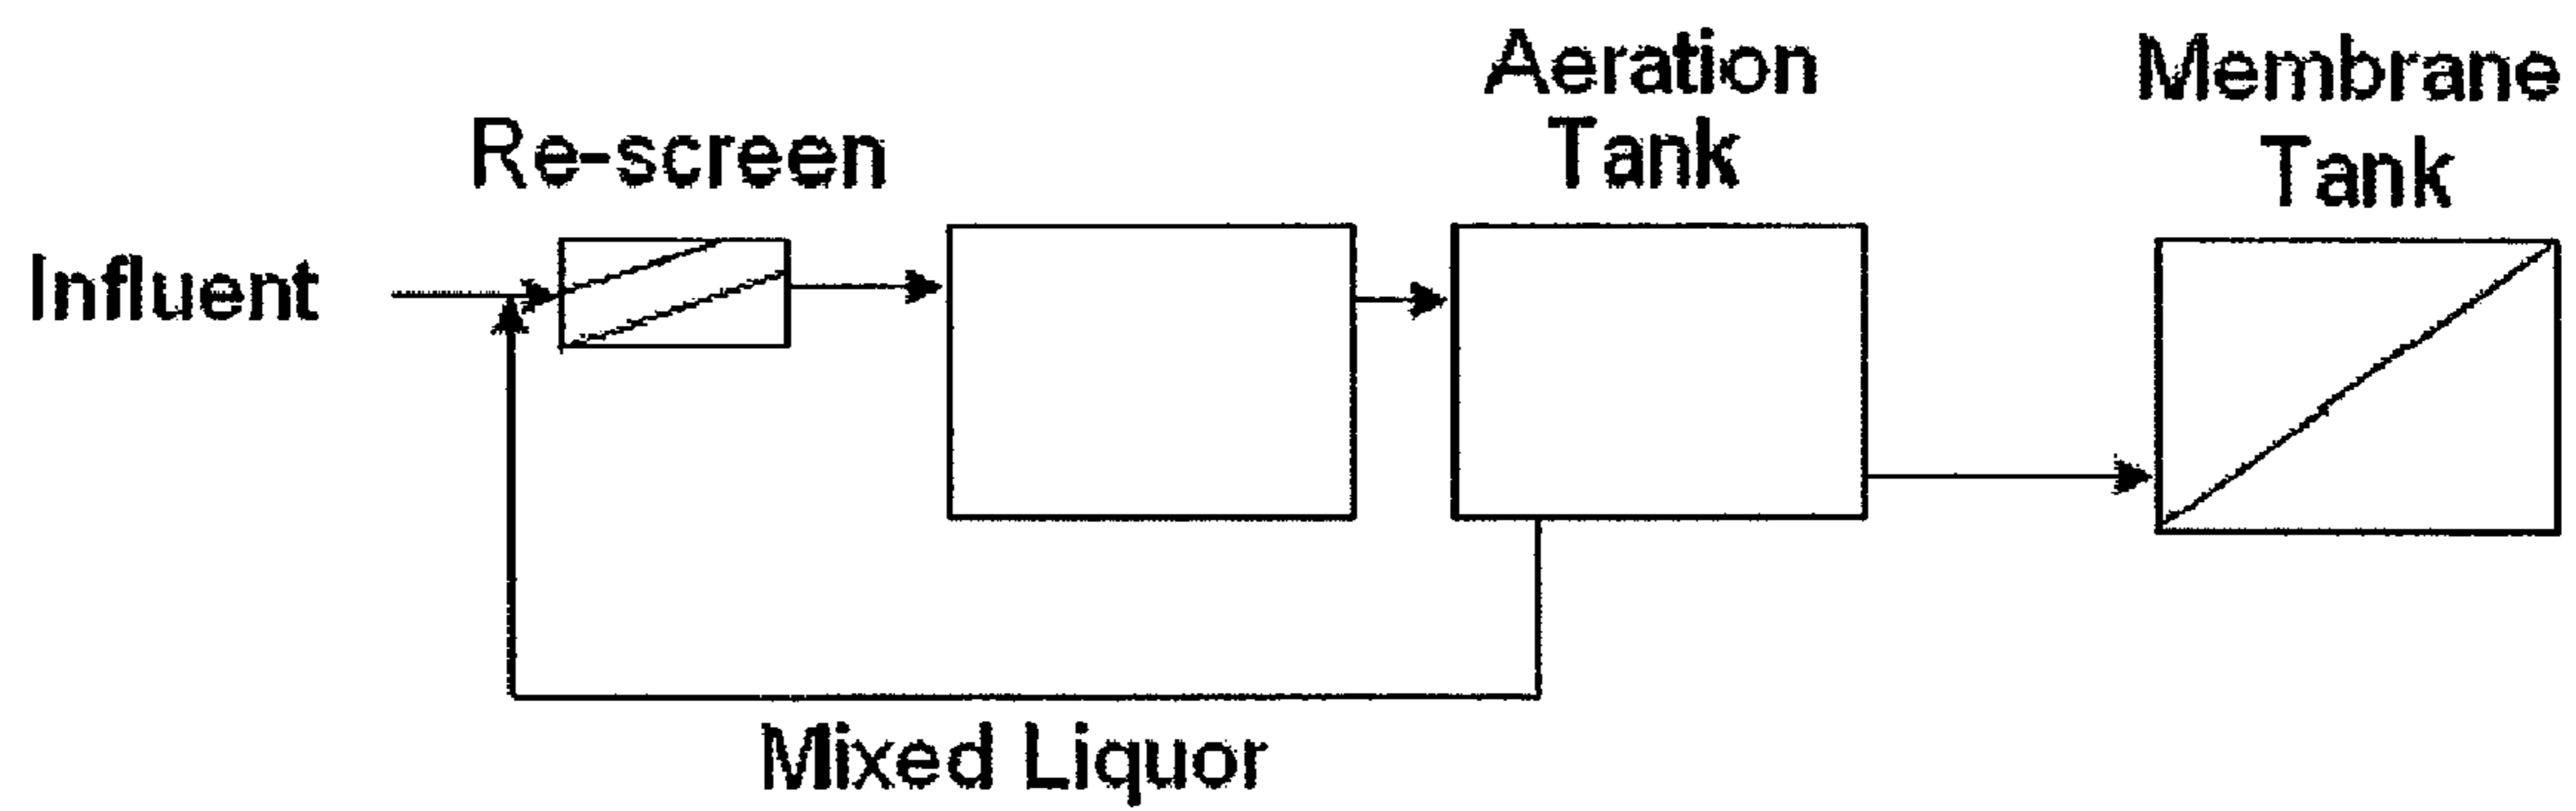 Influent
Re-screen
Aeration
Tank
Membrane
Tank
Mixed Liquor